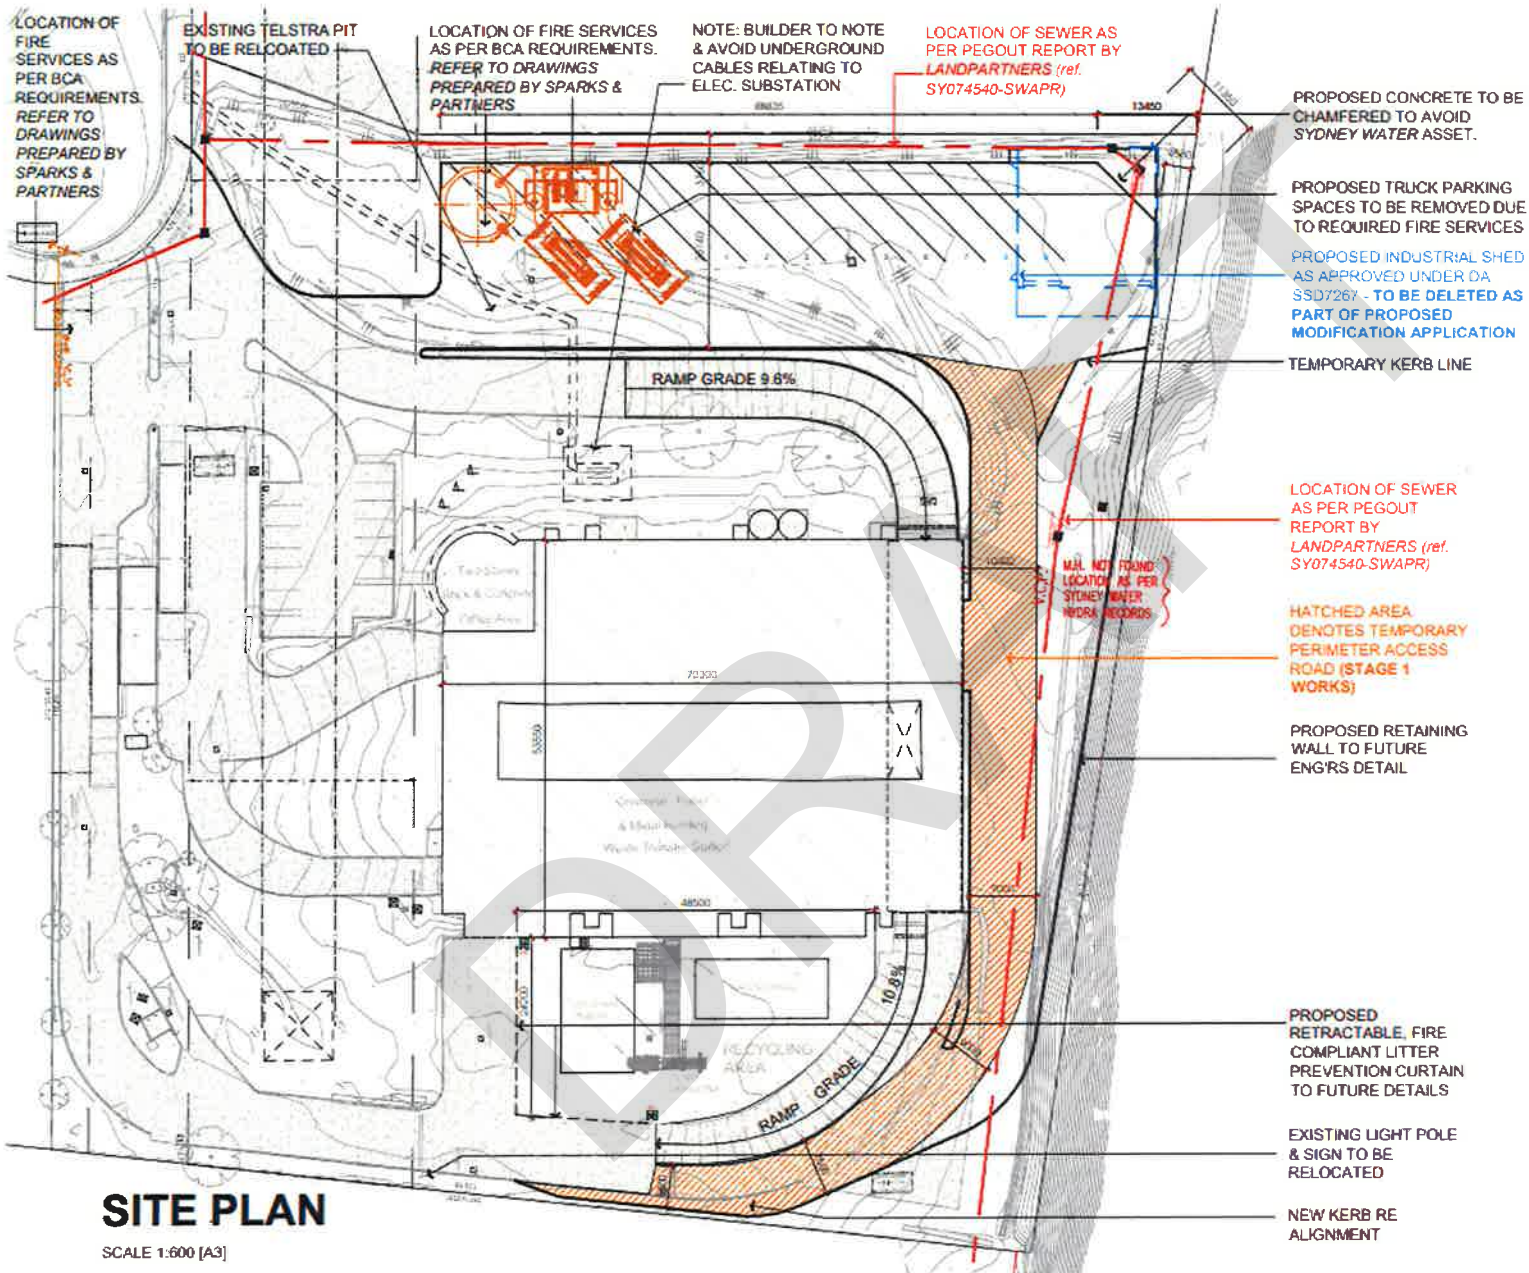 LOCATION OF
FIRE
SERVICES AS
PER BCA
REQUIREMENTS.
REFER TO
DRAWINGS
PREPARED BY
SPARKS &
PARTNERS
EXISTING TELSTRA PIT
TO BE RELCOATED
LOCATION OF FIRE SERVICES
AS PER BCA REQUIREMENTS.
REFER TO DRAWINGS
PREPARED BY SPARKS &
PARTNERS
NOTE: BUILDER TO NOTE
& AVOID UNDERGROUND
CABLES RELATING TO
ELEC. SUBSTATION
LOCATION OF SEWER AS
PER PEGOUT REPORT BY
LANDPARTNERS (ref.
SY074540-SWAPR)
13450
PROPOSED CONCRETE TO BE
CHAMFERED TO AVOID
SYDNEY WATER ASSET.
PROPOSED TRUCK PARKING
SPACES TO BE REMOVED DUE
TO REQUIRED FIRE SERVICES
PROPOSED INDUSTRIAL SHED
AS APPROVED UNDER DA
SSD7267 - TO BE DELETED AS
PART OF PROPOSED
MODIFICATION APPLICATION
TEMPORARY KERB LINE
RAMP GRADE 9.6%
LOCATION OF SEWER
AS PER PEGOUT
REPORT BY
LANDPARTNERS (ref.
SY074540-SWAPR)
M.H. NOT FOUND
LOCATION AS PER
SYDNEY WATER
HYDRA RECORDS
HATCHED AREA
DENOTES TEMPORARY
PERIMETER ACCESS
ROAD (STAGE 1
WORKS)
70300
53550
PROPOSED RETAINING
WALL TO FUTURE
ENG'RS DETAIL
48500
24200
10.8%
RAMP GRADE
RECYCLING
AREA
PROPOSED
RETRACTABLE, FIRE
COMPLIANT LITTER
PREVENTION CURTAIN
TO FUTURE DETAILS
EXISTING LIGHT POLE
& SIGN TO BE
RELOCATED
NEW KERB RE
ALIGNMENT
SITE PLAN
SCALE 1:600 [A3]
DRAFT